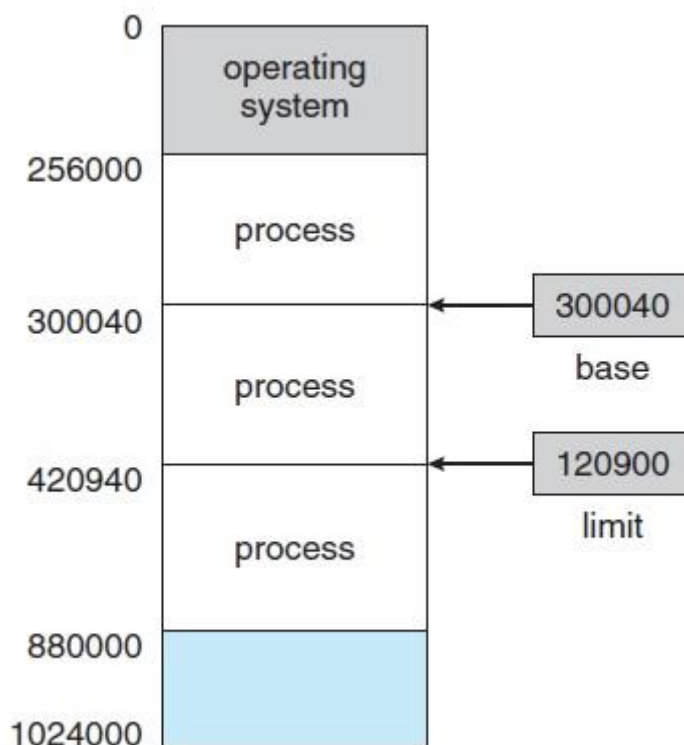 0
operating
system
256000
process
300040
300040
base
process
420940
120900
limit
process
880000
1024000